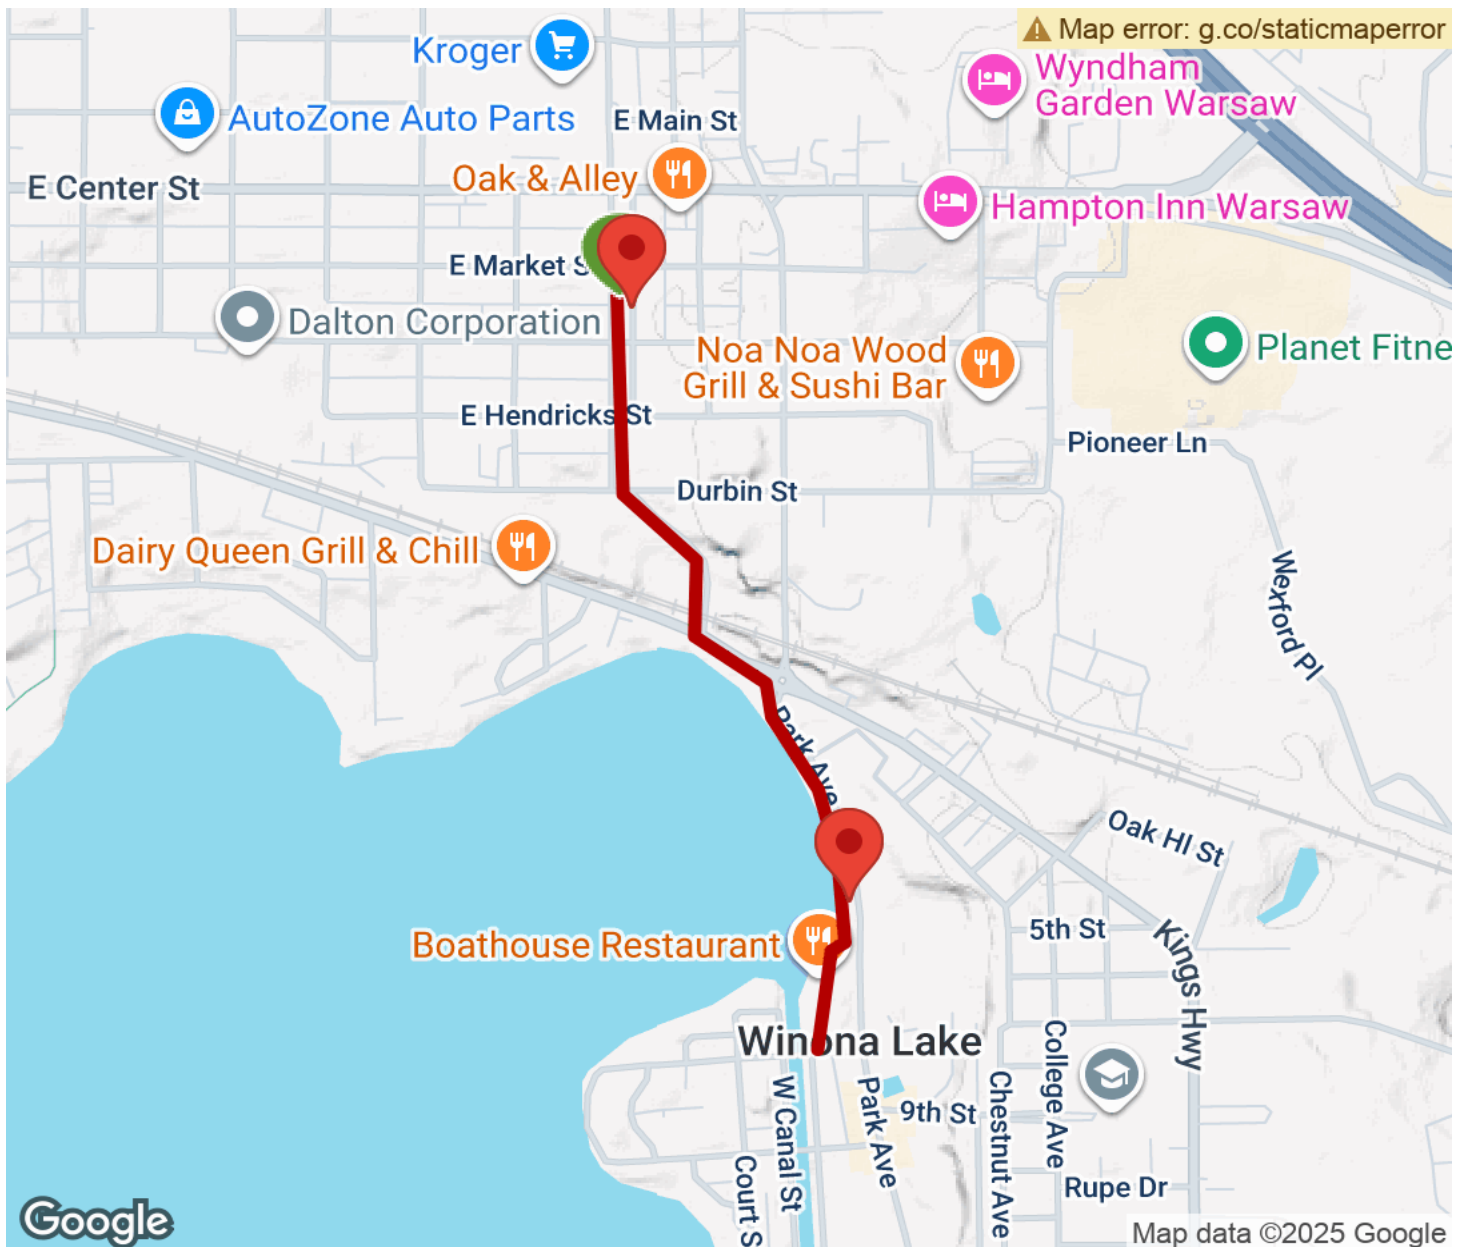 Map error: g.co/staticmaperror
Kroger
Wyndham
Garden Warsaw
AutoZone Auto Parts
E Main St
Oak & Alley
E Center St
Hampton Inn Warsaw
E Market S
Dalton Corporation
Noa Noa Wood
Grill & Sushi Bar
Planet Fitne
E Hendricks St
Pioneer Ln
Durbin St
Dairy Queen Grill & Chill
Wexford Pl
Park Ave
Oak Hl St
5th St
Boathouse Restaurant
Kings Hwy
Winona Lake
College Ave
W Canal St
Park Ave
9th St
Chestnut Ave
Court S
Rupe Dr
Google
Map data ©2025 Google